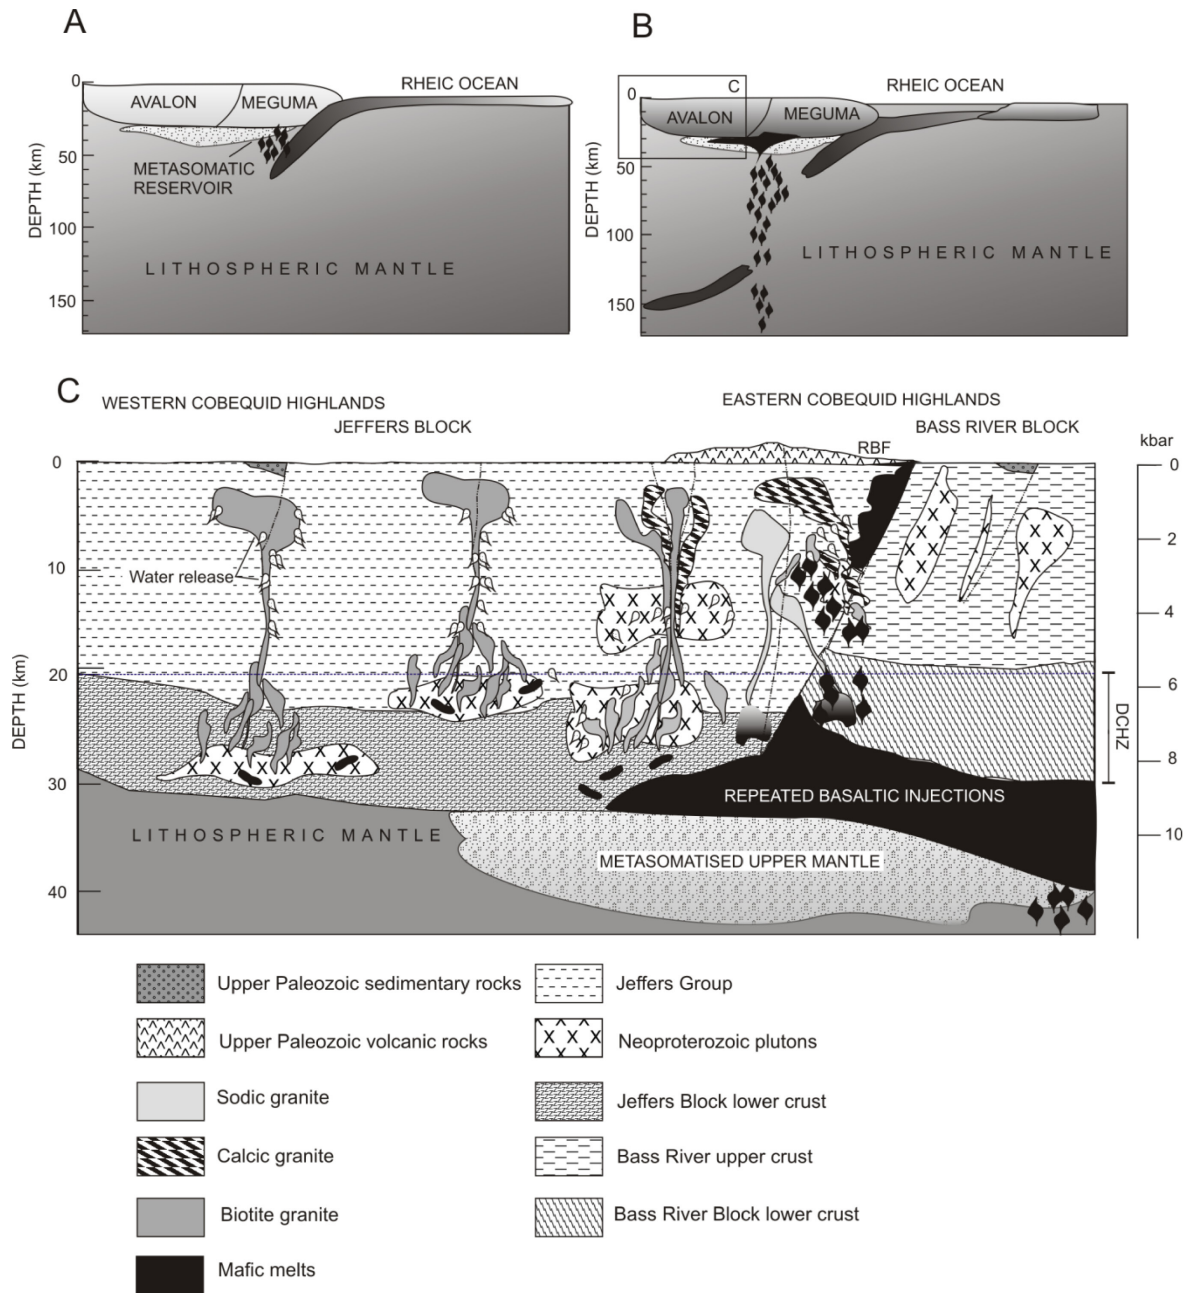 A
B
RHEIC OCEAN
RHEIC OCEAN
C
0
50
100
150
DEPTH (km)
AVALON
MEGUMA
METASOMATIC
RESERVOIR
LITHOSPHERIC MANTLE
0
50
100
150
DEPTH (km)
AVALON
MEGUMA
LITHOSPHERIC MANTLE
C
WESTERN COBEQUID HIGHLANDS
JEFFERS BLOCK
EASTERN COBEQUID HIGHLANDS
BASS RIVER BLOCK
RBF
kbar
0
10
20
30
40
DEPTH (km)
Water release
0
2
4
6
8
10
DCHZ
REPEATED BASALTIC INJECTIONS
LITHOSPHERIC MANTLE
METASOMATISED UPPER MANTLE
Upper Paleozoic sedimentary rocks
Upper Paleozoic volcanic rocks
Sodic granite
Calcic granite
Biotite granite
Mafic melts
Jeffers Group
Neoproterozoic plutons
Jeffers Block lower crust
Bass River upper crust
Bass River Block lower crust